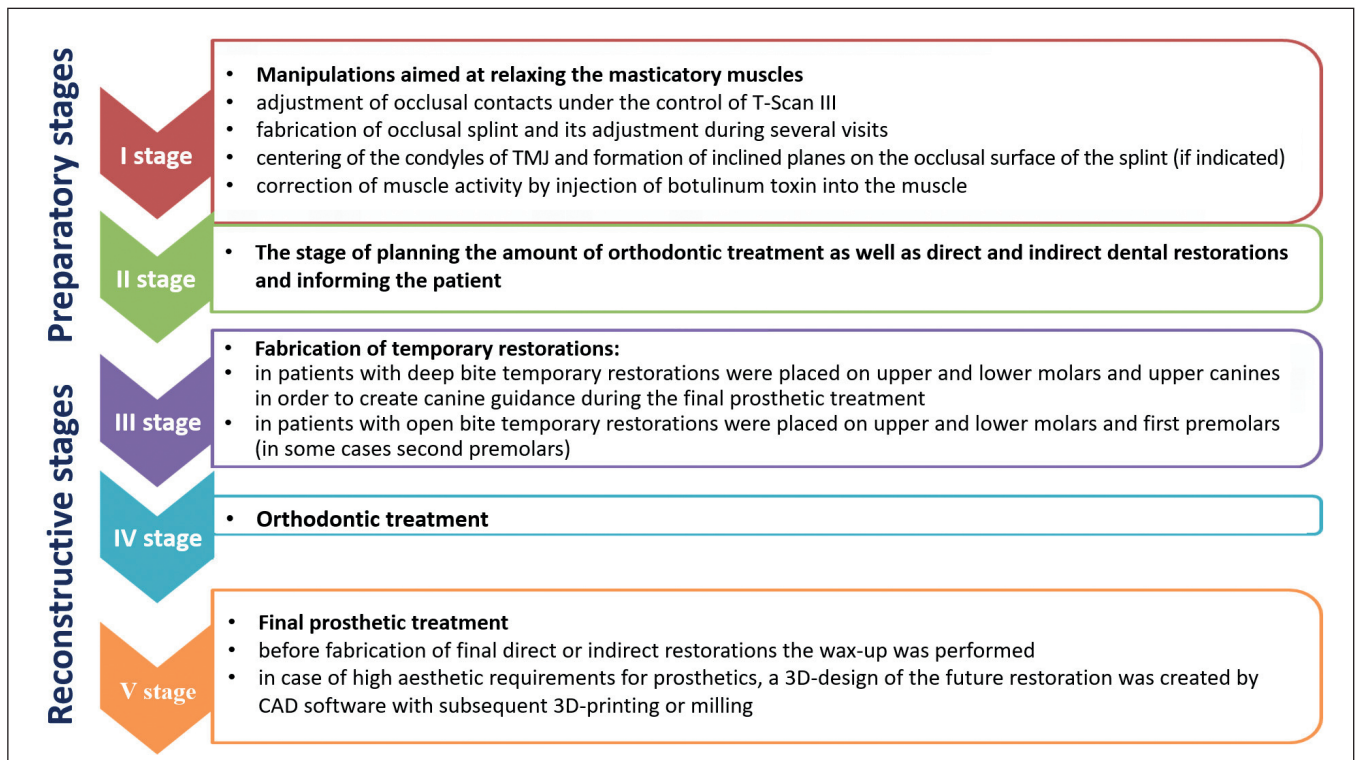 Preparatory stages
I stage
• Manipulations aimed at relaxing the masticatory muscles
• adjustment of occlusal contacts under the control of T-Scan III
• fabrication of occlusal splint and its adjustment during several visits
• centering of the condyles of TMJ and formation of inclined planes on the occlusal surface of the splint (if indicated)
• correction of muscle activity by injection of botulinum toxin into the muscle
II stage
• The stage of planning the amount of orthodontic treatment as well as direct and indirect dental restorations
and informing the patient
Reconstructive stages
III stage
• Fabrication of temporary restorations:
• in patients with deep bite temporary restorations were placed on upper and lower molars and upper canines
in order to create canine guidance during the final prosthetic treatment
• in patients with open bite temporary restorations were placed on upper and lower molars and first premolars
(in some cases second premolars)
IV stage
• Orthodontic treatment
V stage
• Final prosthetic treatment
• before fabrication of final direct or indirect restorations the wax-up was performed
• in case of high aesthetic requirements for prosthetics, a 3D-design of the future restoration was created by
CAD software with subsequent 3D-printing or milling